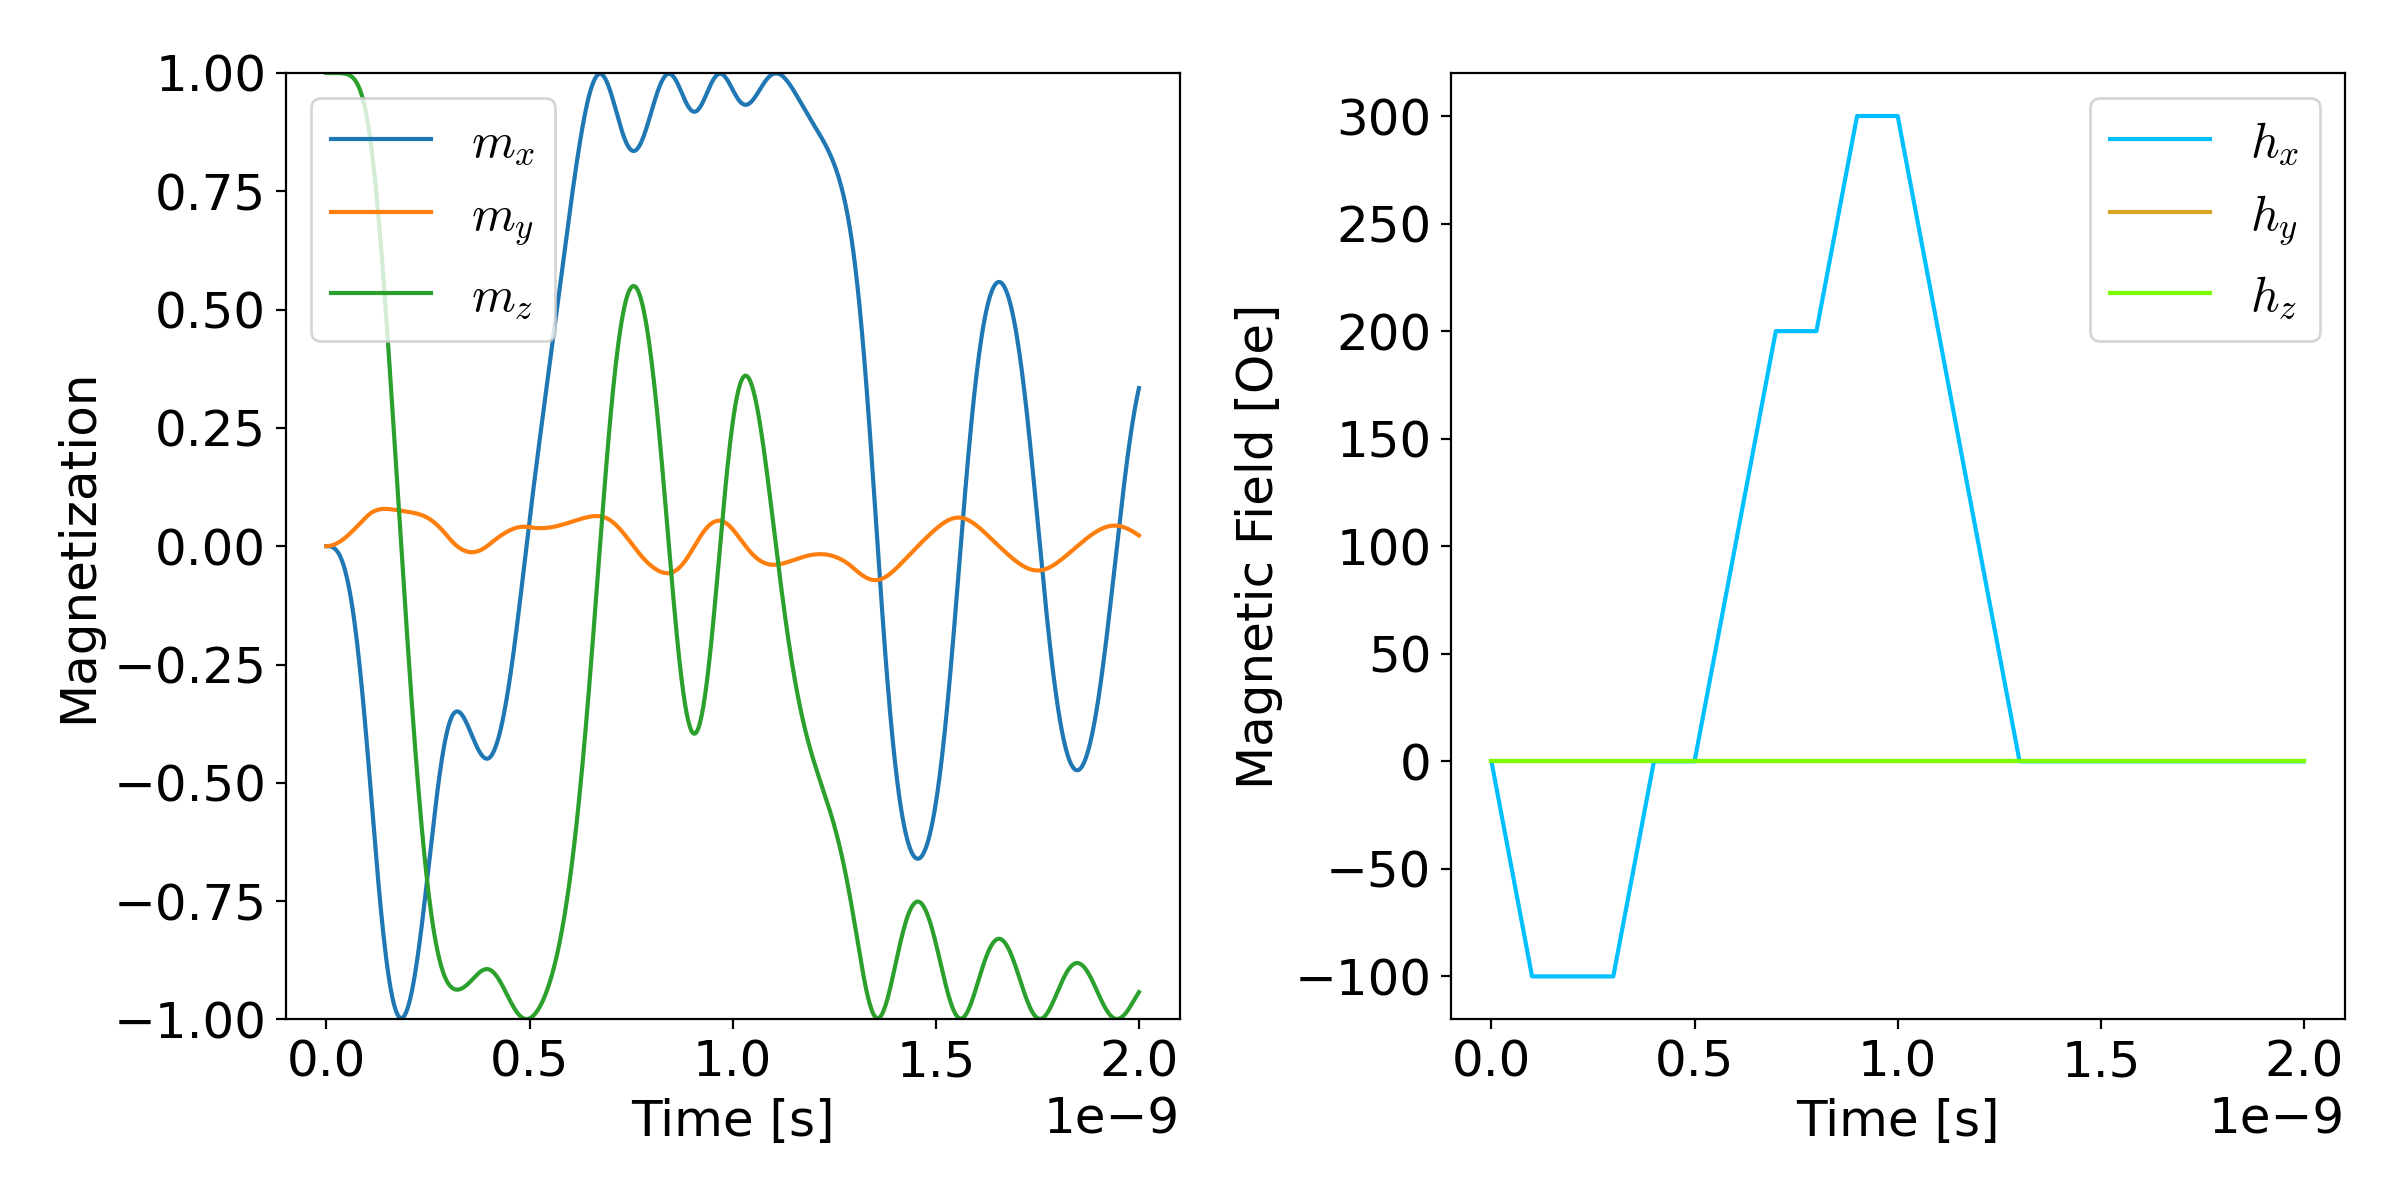 1.00
0.75
0.50
0.25
0.00
−0.25
−0.50
−0.75
−1.00
Magnetization
m_x
m_y
m_z
0.0 0.5 1.0 1.5 2.0
Time [s]
1e−9
300
250
200
150
100
50
0
−50
−100
Magnetic Field [Oe]
h_x
h_y
h_z
0.0 0.5 1.0 1.5 2.0
Time [s]
1e−9